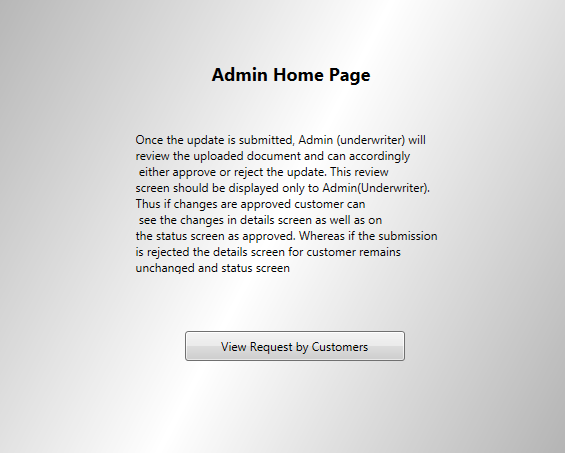 Admin Home Page
Once the update is submitted, Admin (underwriter) will
review the uploaded document and can accordingly
either approve or reject the update. This review
screen should be displayed only to Admin(Underwriter).
Thus if changes are approved customer can
see the changes in details screen as well as on
the status screen as approved. Whereas if the submission
is rejected the details screen for customer remains
unchanged and status screen
View Request by Customers